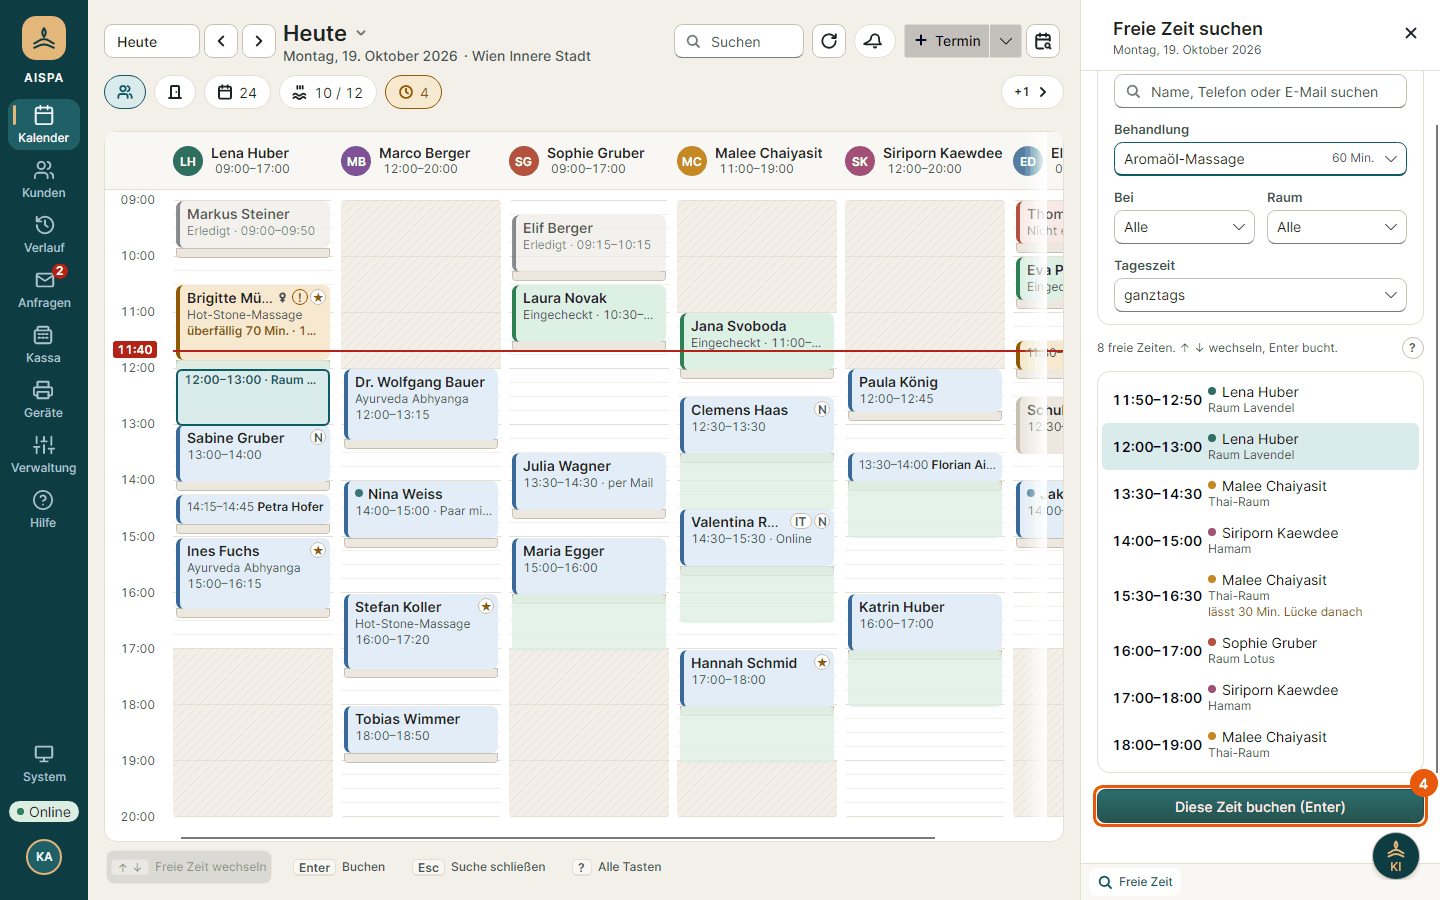 AISPA
Kalender
Kunden
Verlauf
2
Anfragen
Kassa
Geräte
Verwaltung
Hilfe
System
Online
KA
Heute
Heute
Montag, 19. Oktober 2026 · Wien Innere Stadt
Suchen
+ Termin
24
10 / 12
4
+1
LH Lena Huber
09:00–17:00
MB Marco Berger
12:00–20:00
SG Sophie Gruber
09:00–17:00
MC Malee Chaiyasit
11:00–19:00
SK Siriporn Kaewdee
12:00–20:00
ED
09:00
10:00
11:00
11:40
12:00
13:00
14:00
15:00
16:00
17:00
18:00
19:00
20:00
Markus Steiner
Erledigt · 09:00–09:50
Brigitte Mü...
Hot-Stone-Massage
überfällig 70 Min. · 1...
12:00–13:00 · Raum ...
Sabine Gruber N
13:00–14:00
14:15–14:45 Petra Hofer
Ines Fuchs
Ayurveda Abhyanga
15:00–16:15
Dr. Wolfgang Bauer
Ayurveda Abhyanga
12:00–13:15
Nina Weiss
14:00–15:00 · Paar mi...
Stefan Koller
Hot-Stone-Massage
16:00–17:20
Tobias Wimmer
18:00–18:50
Elif Berger
Erledigt · 09:15–10:15
Laura Novak
Eingecheckt · 10:30–...
Julia Wagner
13:30–14:30 · per Mail
Maria Egger
15:00–16:00
Jana Svoboda
Eingecheckt · 11:00–...
Clemens Haas N
12:30–13:30
Valentina R... IT N
14:30–15:30 · Online
Hannah Schmid
17:00–18:00
Paula König
12:00–12:45
13:30–14:00 Florian Ai...
Katrin Huber
16:00–17:00
↑ ↓ Freie Zeit wechseln
Enter Buchen
Esc Suche schließen
? Alle Tasten
Freie Zeit suchen
Montag, 19. Oktober 2026
Name, Telefon oder E-Mail suchen
Behandlung
Aromaöl-Massage 60 Min.
Bei
Raum
Alle
Alle
Tageszeit
ganztags
8 freie Zeiten. ↑ ↓ wechseln, Enter bucht. ?
11:50–12:50 Lena Huber
Raum Lavendel
12:00–13:00 Lena Huber
Raum Lavendel
13:30–14:30 Malee Chaiyasit
Thai-Raum
14:00–15:00 Siriporn Kaewdee
Hamam
15:30–16:30 Malee Chaiyasit
Thai-Raum
lässt 30 Min. Lücke danach
16:00–17:00 Sophie Gruber
Raum Lotus
17:00–18:00 Siriporn Kaewdee
Hamam
18:00–19:00 Malee Chaiyasit
Thai-Raum
4
Diese Zeit buchen (Enter)
KI
Freie Zeit